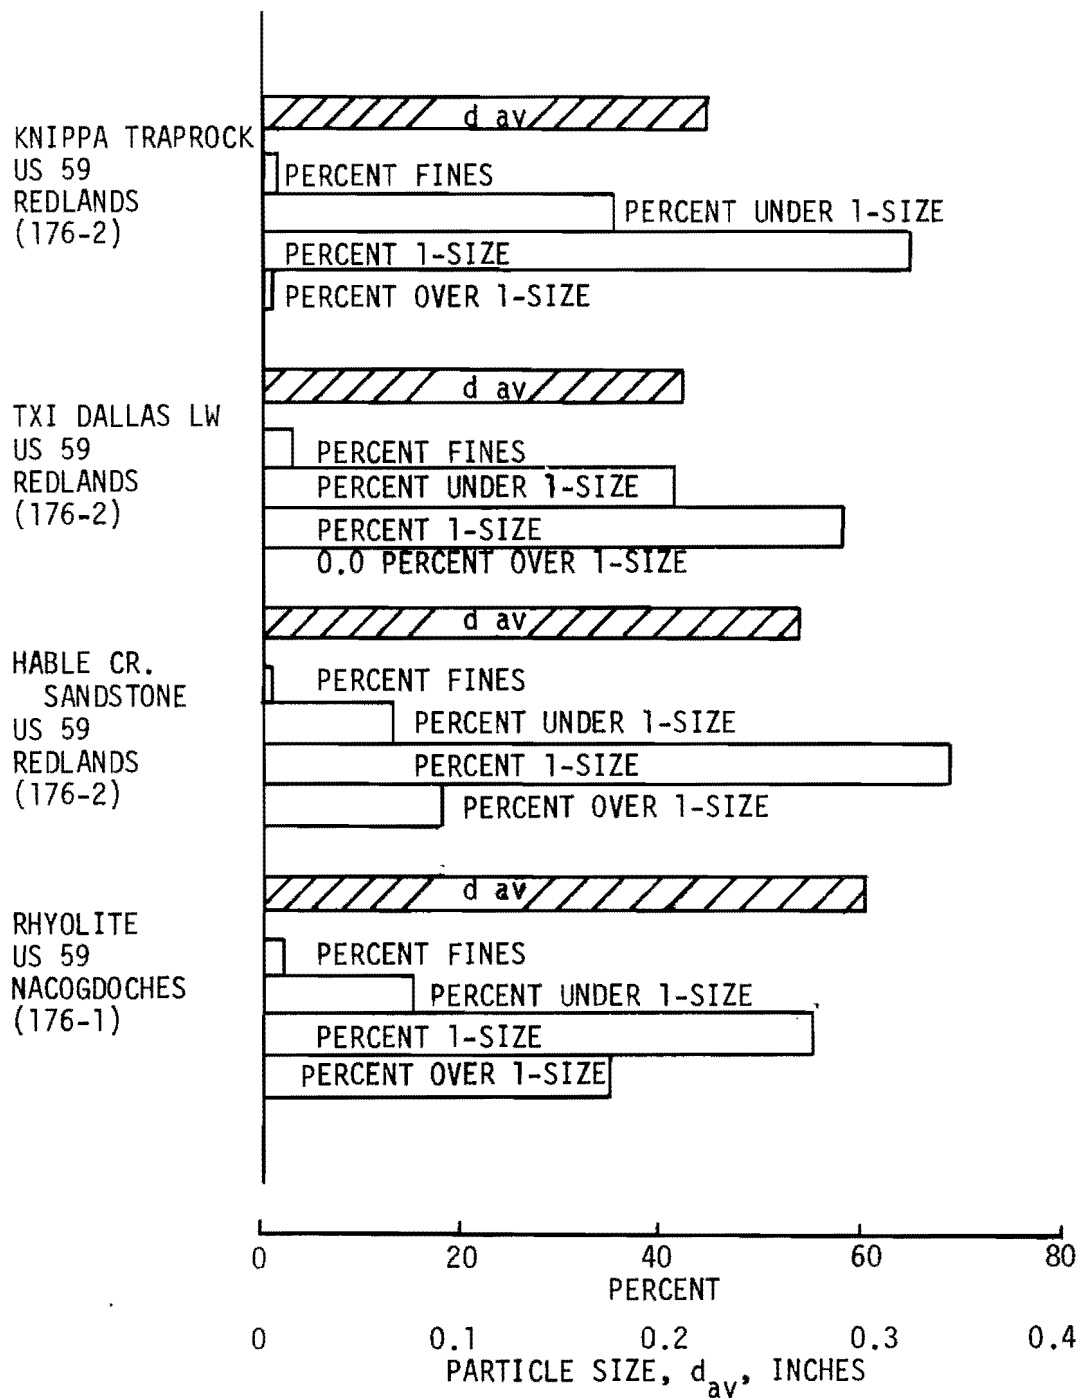 d av
KNIPPA TRAPROCK
US 59
REDLANDS
(176-2)
PERCENT FINES
PERCENT UNDER 1-SIZE
PERCENT 1-SIZE
PERCENT OVER 1-SIZE
d av
TXI DALLAS LW
US 59
REDLANDS
(176-2)
PERCENT FINES
PERCENT UNDER 1-SIZE
PERCENT 1-SIZE
0.0 PERCENT OVER 1-SIZE
d av
HABLE CR.
SANDSTONE
US 59
REDLANDS
(176-2)
PERCENT FINES
PERCENT UNDER 1-SIZE
PERCENT 1-SIZE
PERCENT OVER 1-SIZE
d av
RHYOLITE
US 59
NACOGDOCHES
(176-1)
PERCENT FINES
PERCENT UNDER 1-SIZE
PERCENT 1-SIZE
PERCENT OVER 1-SIZE
0 20 40 60 80
PERCENT
0 0.1 0.2 0.3 0.4
PARTICLE SIZE, dav, INCHES